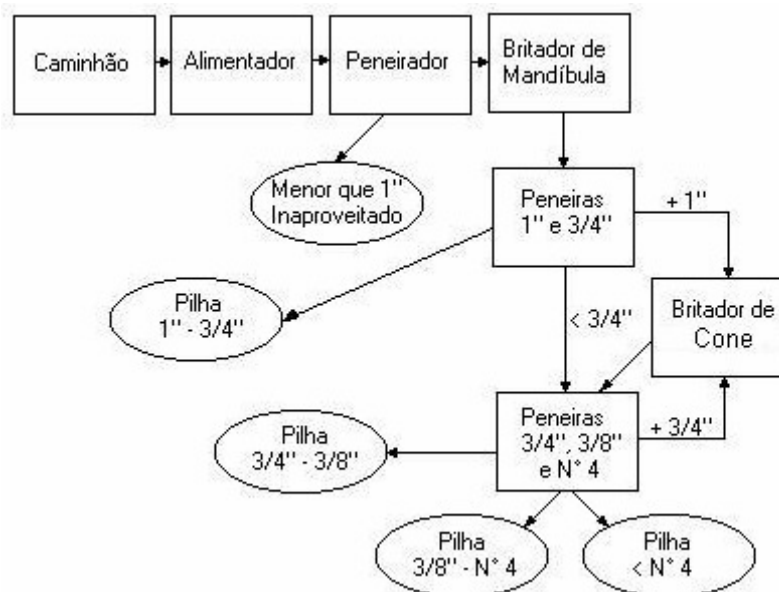 Caminhão
Alimentador
Peneirador
Britador de
Mandíbula
Menor que 1"
Inaproveitado
Peneiras
1" e 3/4"
+ 1"
Pilha
1" - 3/4"
< 3/4"
Britador de
Cone
Pilha
3/4" - 3/8"
Peneiras
3/4", 3/8"
e N° 4
+ 3/4"
Pilha
3/8" - N° 4
Pilha
< N° 4